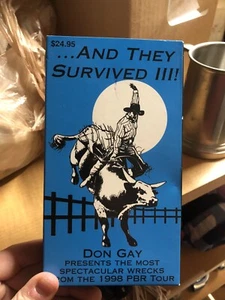 $24.95
...AND THEY
SURVIVED III!
DON GAY
PRESENTS THE MOST
SPECTACULAR WRECKS
FROM THE 1998 PBR TOUR